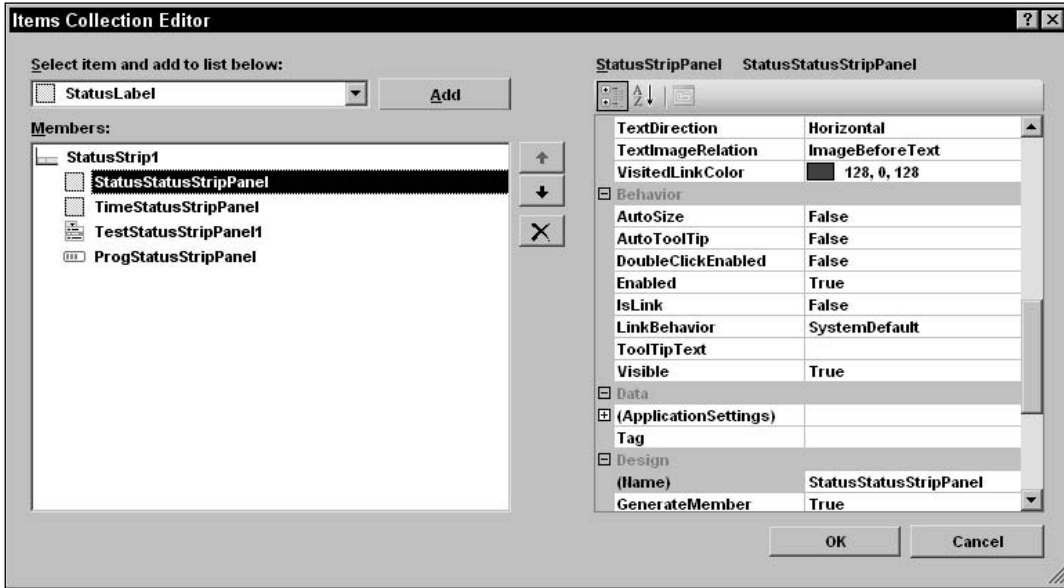 Items Collection Editor
? X
Select item and add to list below:
StatusLabel
Add
Members:
StatusStrip1
StatusStatusStripPanel
TimeStatusStripPanel
TestStatusStripPanel1
ProgStatusStripPanel
StatusStripPanel StatusStatusStripPanel
A
Z
TextDirection Horizontal
TextImageRelation ImageBeforeText
VisitedLinkColor 128, 0, 128
Behavior
AutoSize False
AutoToolTip False
DoubleClickEnabled False
Enabled True
IsLink False
LinkBehavior SystemDefault
ToolTipText
Visible True
Data
(ApplicationSettings)
Tag
Design
(Name) StatusStatusStripPanel
GenerateMember True
OK Cancel